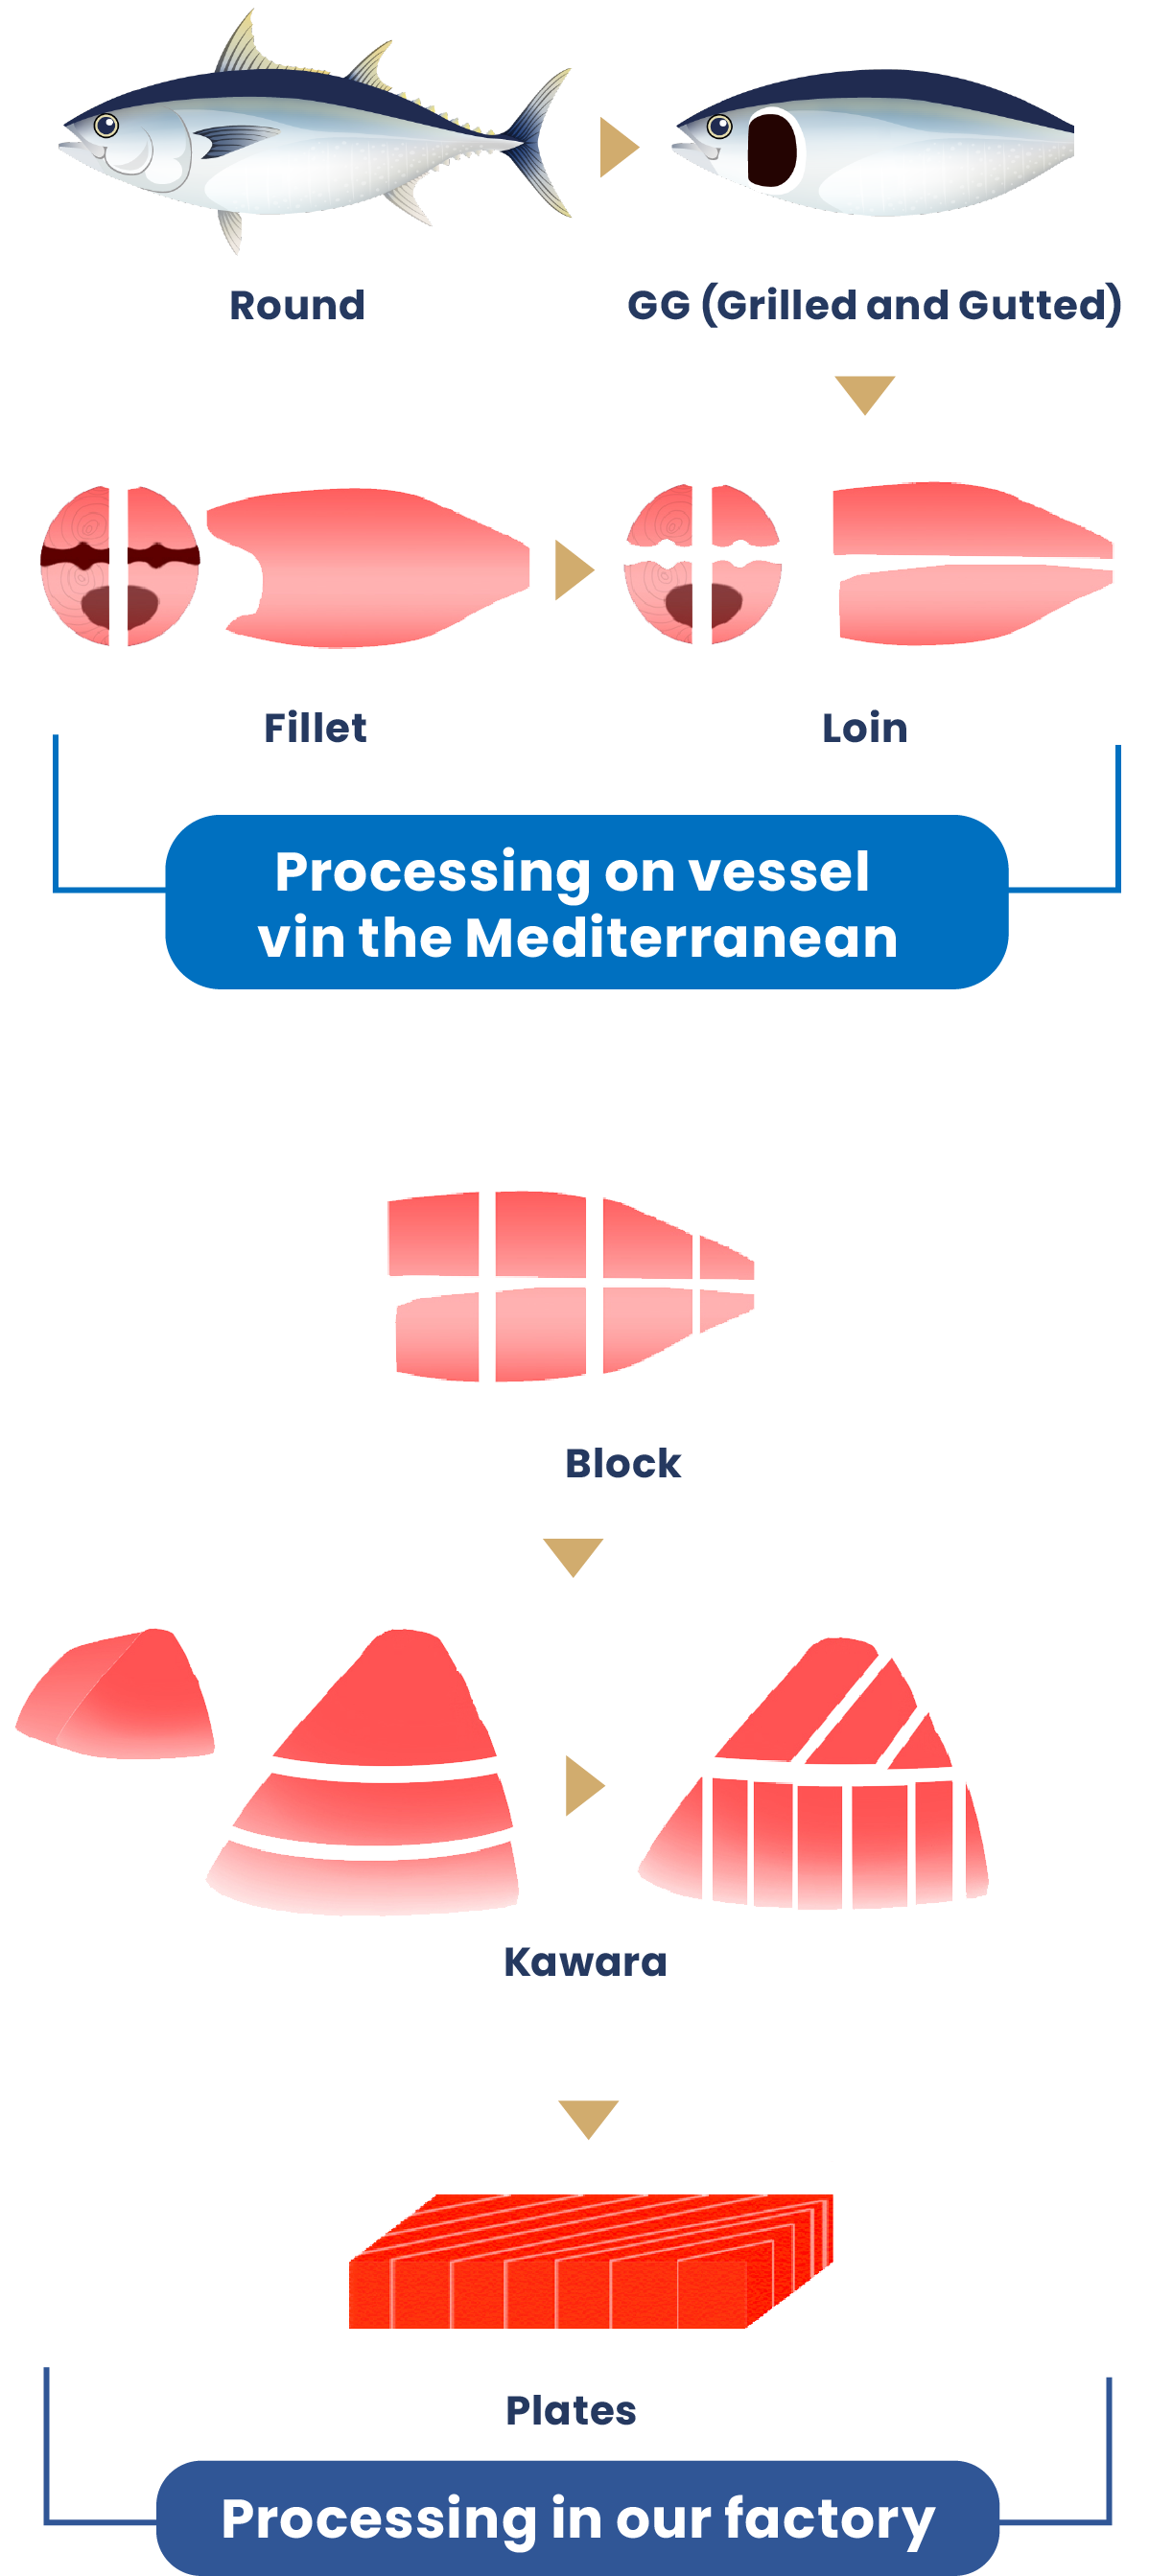 Round
GG (Grilled and Gutted)
Fillet
Loin
Processing on vessel
vin the Mediterranean
Block
Kawara
Plates
Processing in our factory